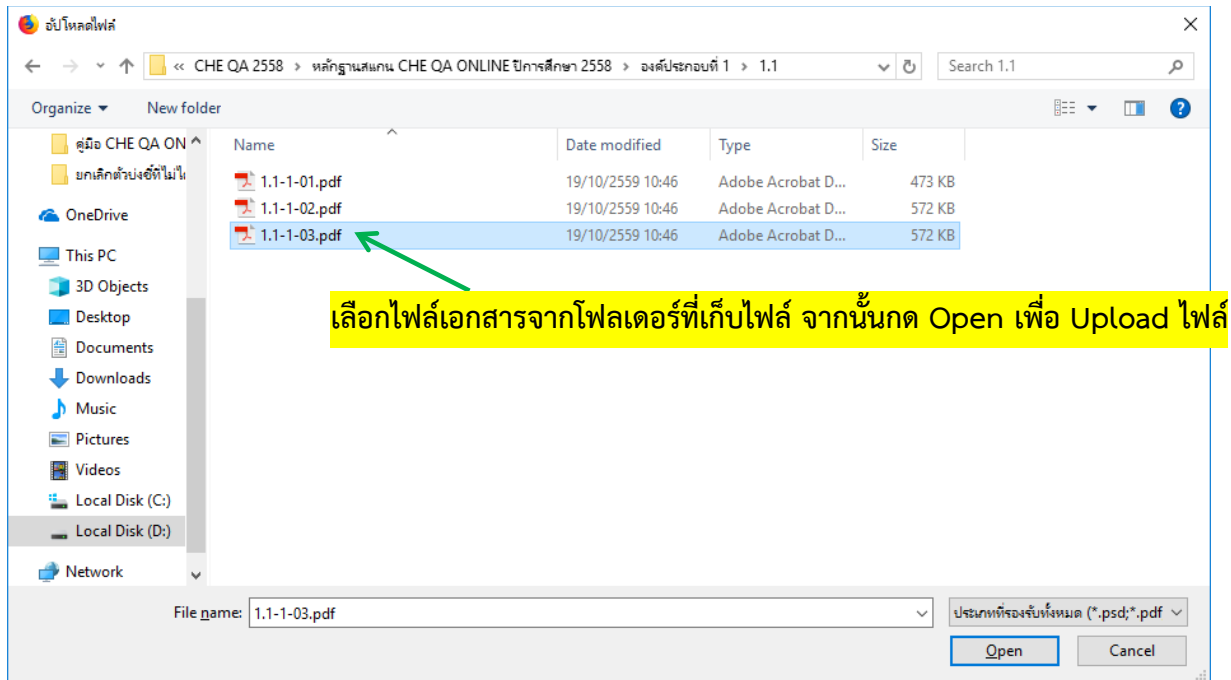 อัปโหลดไฟล์
« CHE QA 2558 › หลักฐานสแกน CHE QA ONLINE ปีการศึกษา 2558 › องค์ประกอบที่ 1 › 1.1
Search 1.1
Organize
New folder
คู่มือ CHE QA ON
ยกเลิกตัวบ่งชี้ที่ไม่ไ
OneDrive
This PC
3D Objects
Desktop
Documents
Downloads
Music
Pictures
Videos
Local Disk (C:)
Local Disk (D:)
Network
Name Date modified Type Size
1.1-1-01.pdf 19/10/2559 10:46 Adobe Acrobat D... 473 KB
1.1-1-02.pdf 19/10/2559 10:46 Adobe Acrobat D... 572 KB
1.1-1-03.pdf 19/10/2559 10:46 Adobe Acrobat D... 572 KB
เลือกไฟล์เอกสารจากโฟลเดอร์ที่เก็บไฟล์ จากนั้นกด Open เพื่อ Upload ไฟล์
File name: 1.1-1-03.pdf
ประเภทที่รองรับทั้งหมด (*.psd;*.pdf
Open
Cancel